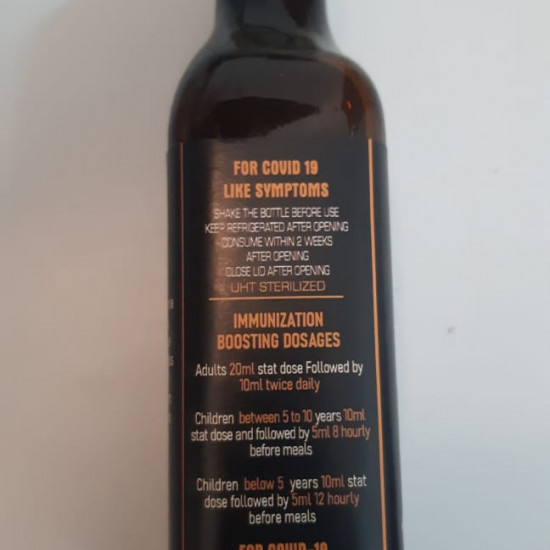 FOR COVID 19
LIKE SYMPTOMS
SHAKE THE BOTTLE BEFORE USE
KEEP REFRIGERATED AFTER OPENING
CONSUME WITHIN 2 WEEKS
AFTER OPENING
CLOSE LID AFTER OPENING
UHT STERILIZED
IMMUNIZATION
BOOSTING DOSAGES
Adults 20ml stat dose Followed by
10ml twice daily
Children between 5 to 10 years 10ml
stat dose and followed by 5ml 8 hourly
before meals
Children below 5 years 10ml stat
dose followed by 5ml 12 hourly
before meals
FOR COVID-19